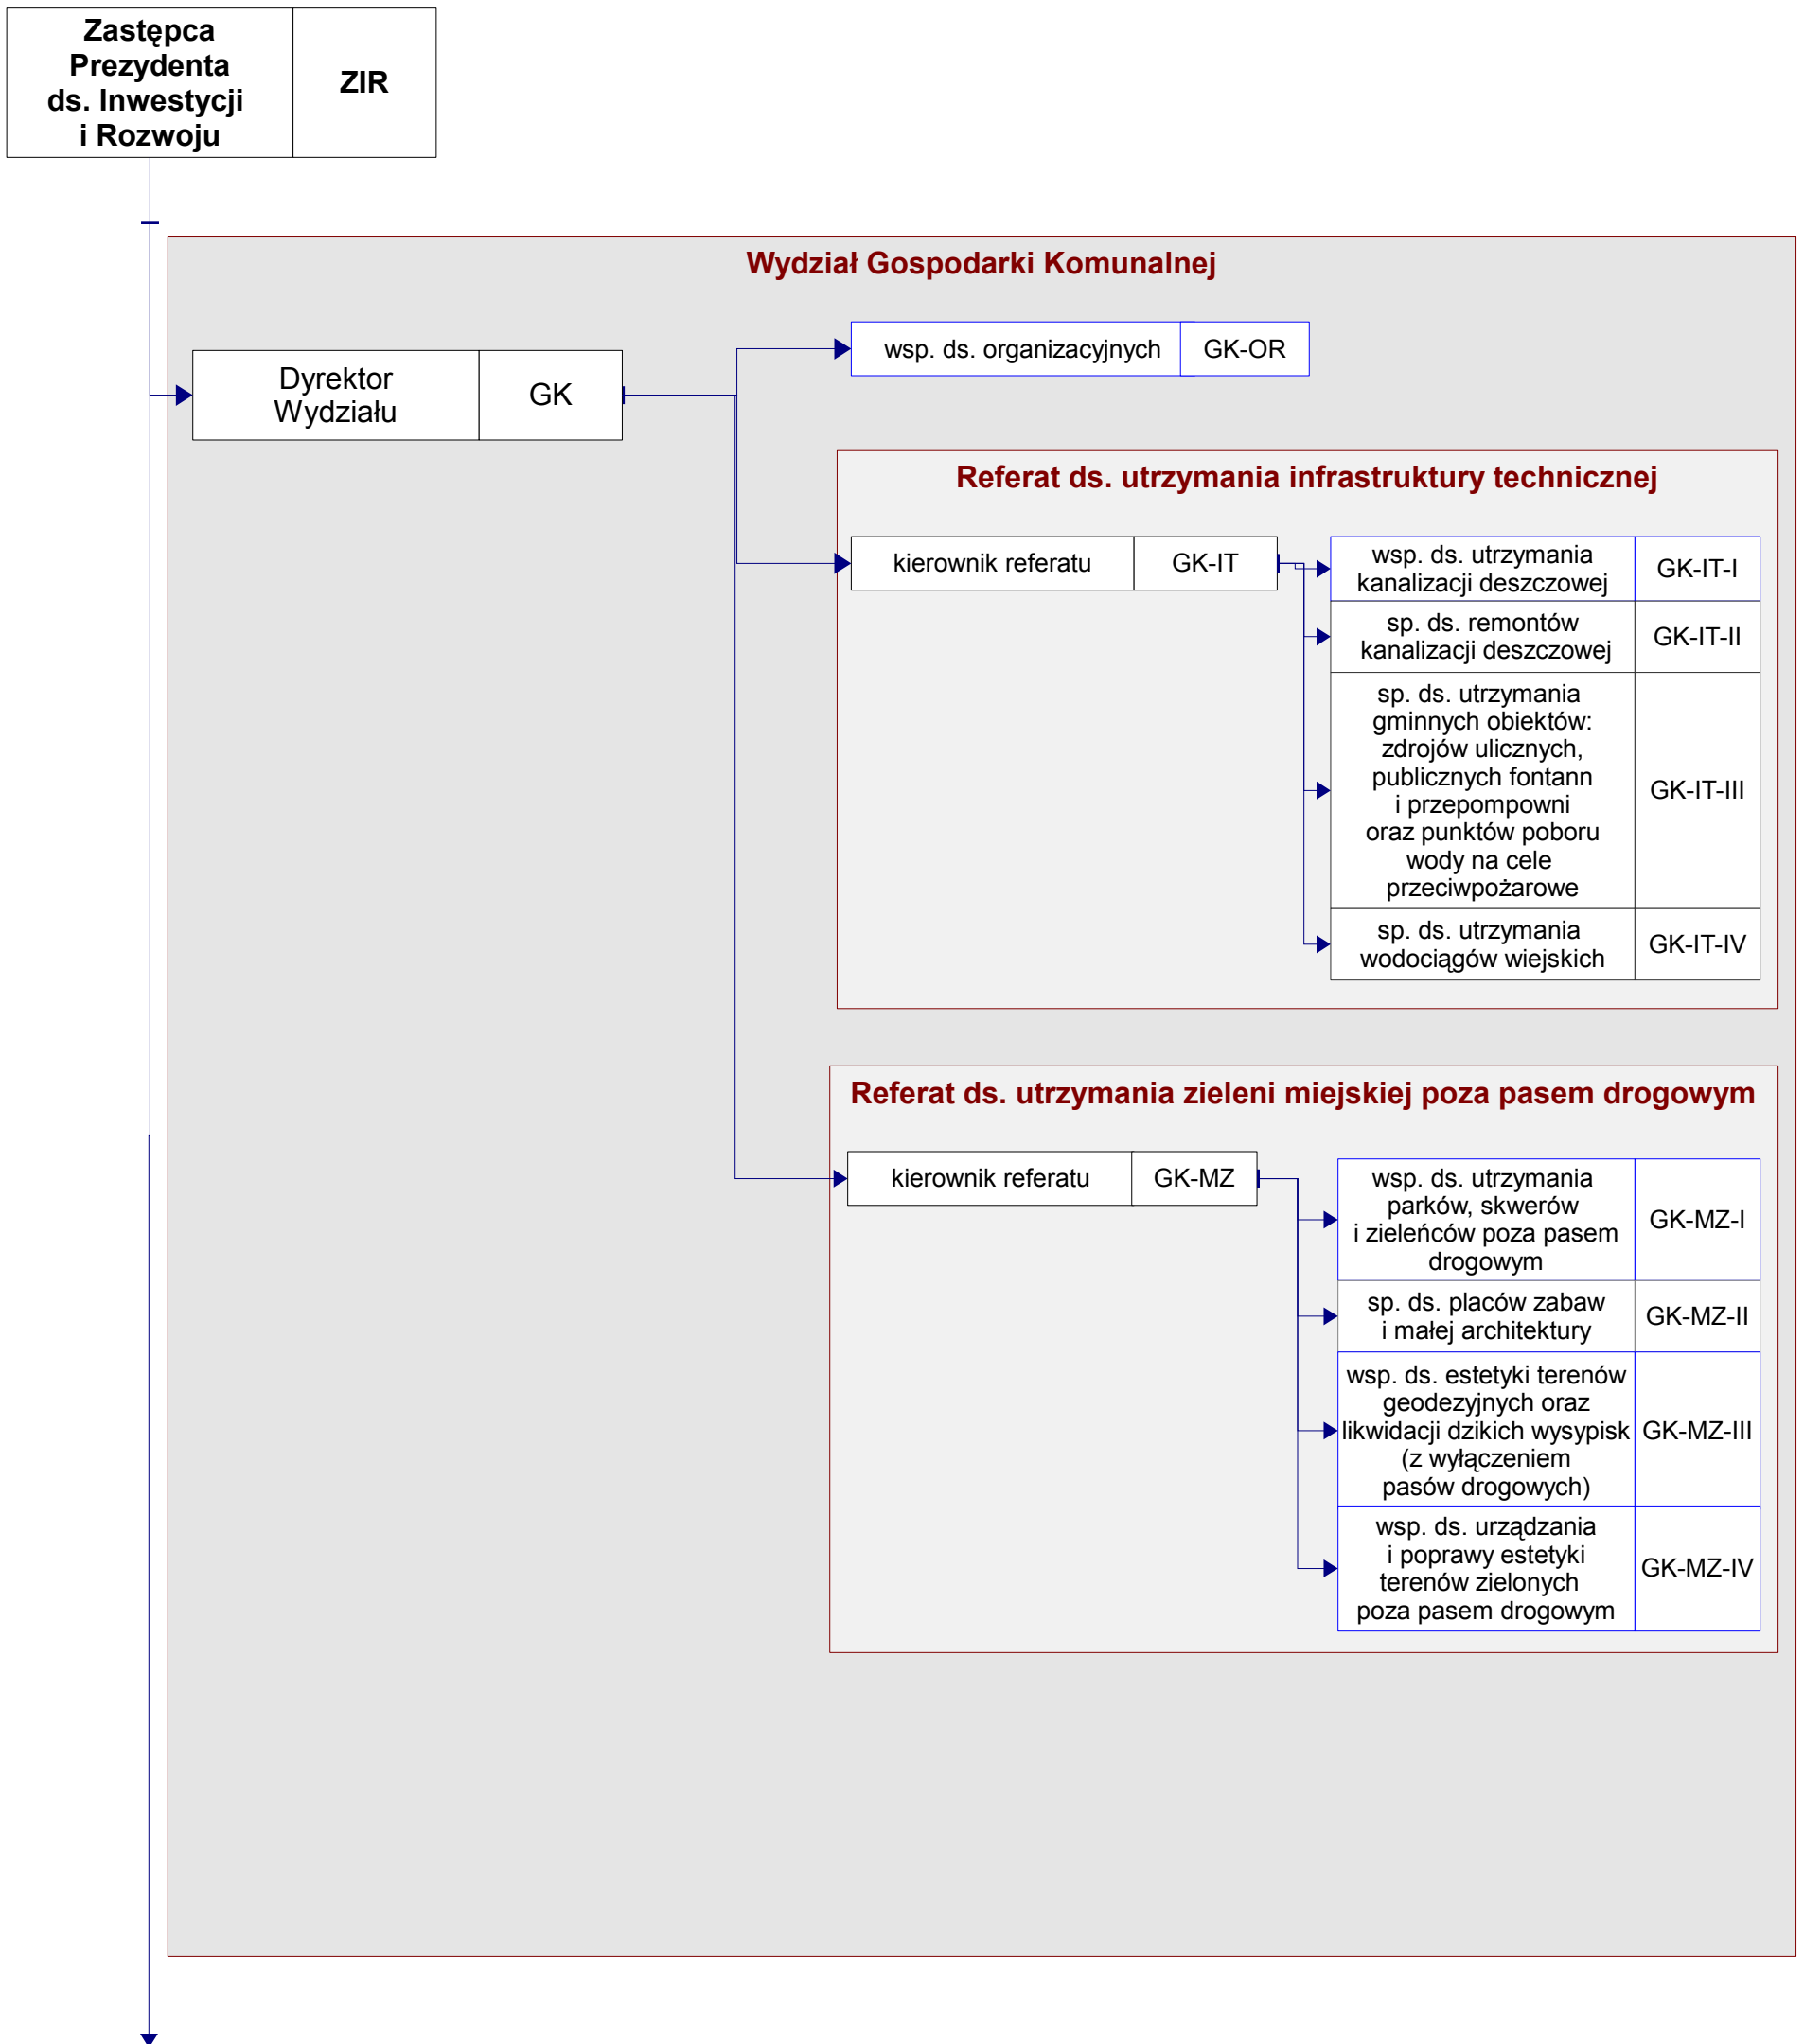 Zastępca
Prezydenta
ds. Inwestycji
i Rozwoju
ZIR
Wydział Gospodarki Komunalnej
wsp. ds. organizacyjnych
GK-OR
Dyrektor
Wydziału
GK
Referat ds. utrzymania infrastruktury technicznej
kierownik referatu
GK-IT
wsp. ds. utrzymania
kanalizacji deszczowej
GK-IT-I
sp. ds. remontów
kanalizacji deszczowej
GK-IT-II
sp. ds. utrzymania
gminnych obiektów:
zdrojów ulicznych,
publicznych fontann
i przepompowni
oraz punktów poboru
wody na cele
przeciwpożarowe
GK-IT-III
sp. ds. utrzymania
wodociągów wiejskich
GK-IT-IV
Referat ds. utrzymania zieleni miejskiej poza pasem drogowym
kierownik referatu
GK-MZ
wsp. ds. utrzymania
parków, skwerów
i zieleńców poza pasem
drogowym
GK-MZ-I
sp. ds. placów zabaw
i małej architektury
GK-MZ-II
wsp. ds. estetyki terenów
geodezyjnych oraz
likwidacji dzikich wysypisk
(z wyłączeniem
pasów drogowych)
GK-MZ-III
wsp. ds. urządzania
i poprawy estetyki
terenów zielonych
poza pasem drogowym
GK-MZ-IV